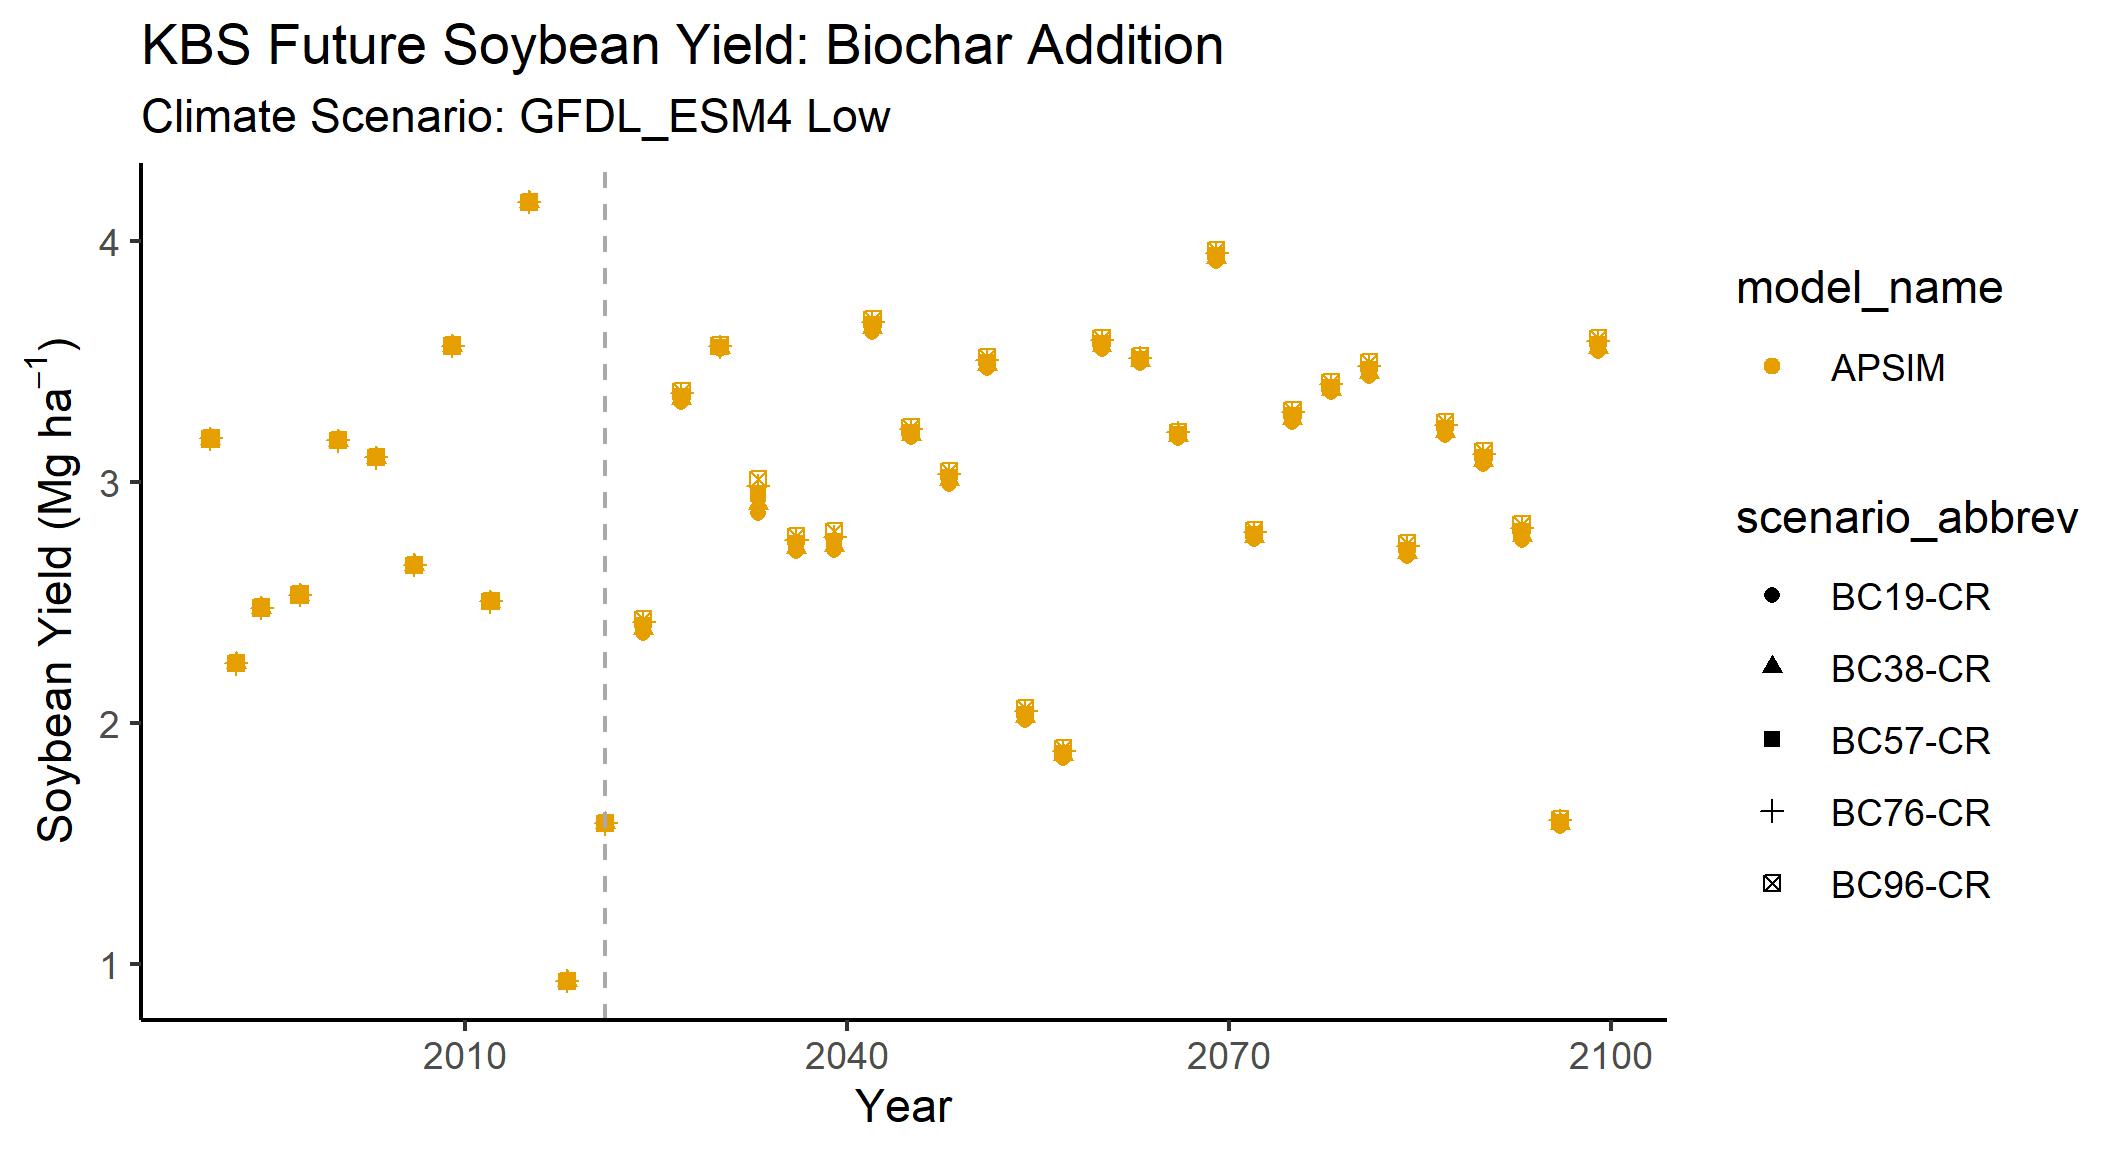 KBS Future Soybean Yield: Biochar Addition
Climate Scenario: GFDL_ESM4 Low
Soybean Yield (Mg ha⁻¹)
4
3
2
1
2010
2040
2070
2100
Year
model_name
APSIM
scenario_abbrev
BC19-CR
BC38-CR
BC57-CR
BC76-CR
BC96-CR